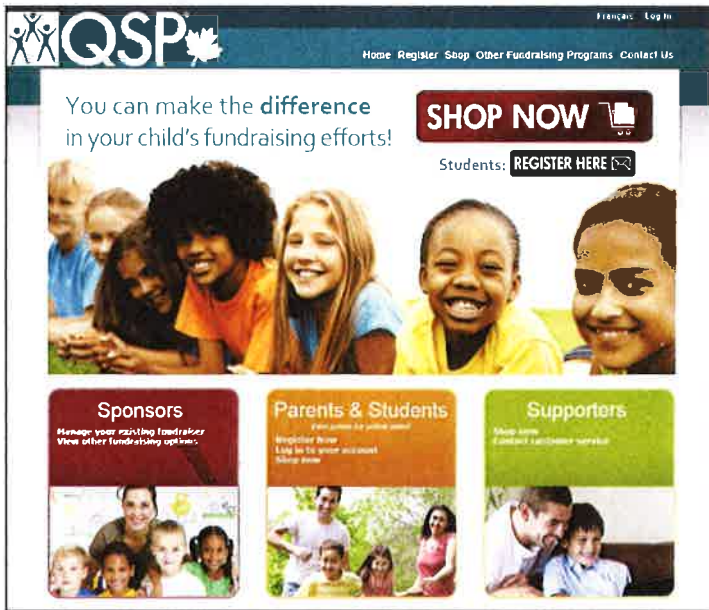 Français Log In
QSP
Home Register Shop Other Fundraising Programs Contact Us
You can make the difference
in your child's fundraising efforts!
SHOP NOW
Students: REGISTER HERE
Sponsors
Manage your existing fundraiser
View other fundraising options
Parents & Students
Register Now
Log in to your account
Shop now
Supporters
Shop now
Contact customer service